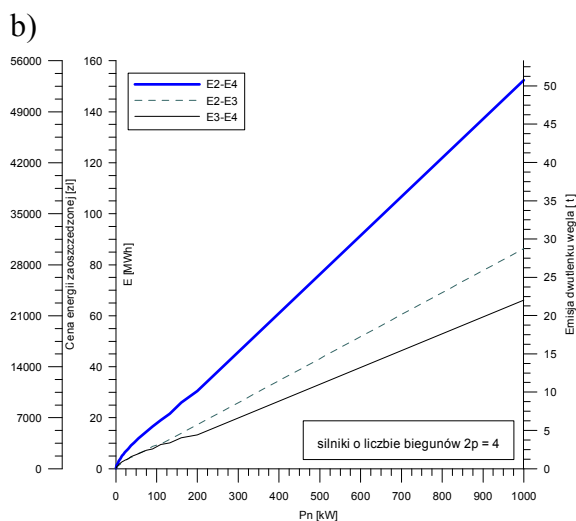 b)
56000
49000
42000
35000
28000
21000
14000
7000
0
Cena energii zaoszczedzonej [zl]
160
140
120
100
80
60
40
20
0
E [MWh]
E2-E4
E2-E3
E3-E4
50
45
40
35
30
25
20
15
10
5
0
Emisja dwutlenku wegla [ t]
silniki o liczbie biegunów 2p = 4
0 100 200 300 400 500 600 700 800 900 1000
Pn [kW]